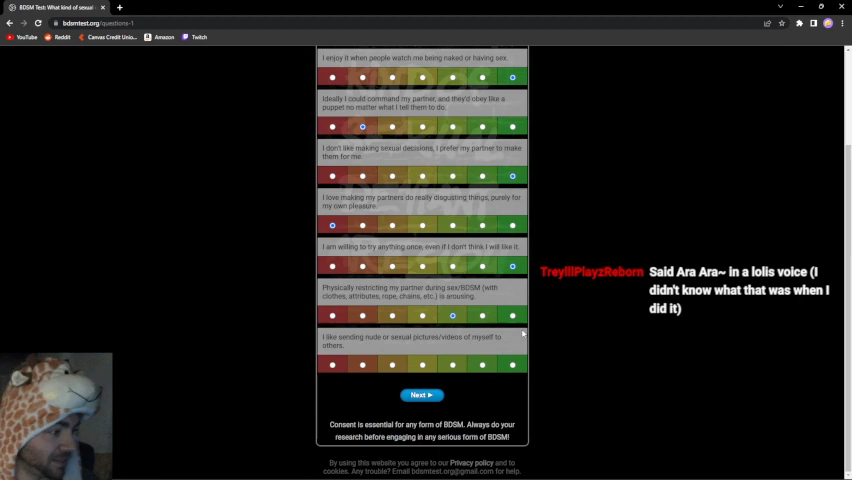 BDSM Test: What kind of sexual
bdsmtest.org/questions-1
YouTube Reddit Canvas Credit Unio... Amazon Twitch
I enjoy it when people watch me being naked or having sex.
Ideally I could command my partner, and they'd obey like a
puppet no matter what I tell them to do.
I don't like making sexual decisions, I prefer my partner to make
them for me.
I love making my partners do really disgusting things, purely for
my own pleasure.
I am willing to try anything once, even if I don't think I will like it.
Physically restricting my partner during sex/BDSM (with
clothes, attributes, rope, chains, etc.) is arousing.
I like sending nude or sexual pictures/videos of myself to
others.
Next
Consent is essential for any form of BDSM. Always do your
research before engaging in any serious form of BDSM!
By using this website you agree to our Privacy policy and to
cookies. Any trouble? Email bdsmtest.org@gmail.com for help.
TreyIIIPlayzReborn Said Ara Ara~ in a lolis voice (I
didn't know what that was when I
did it)